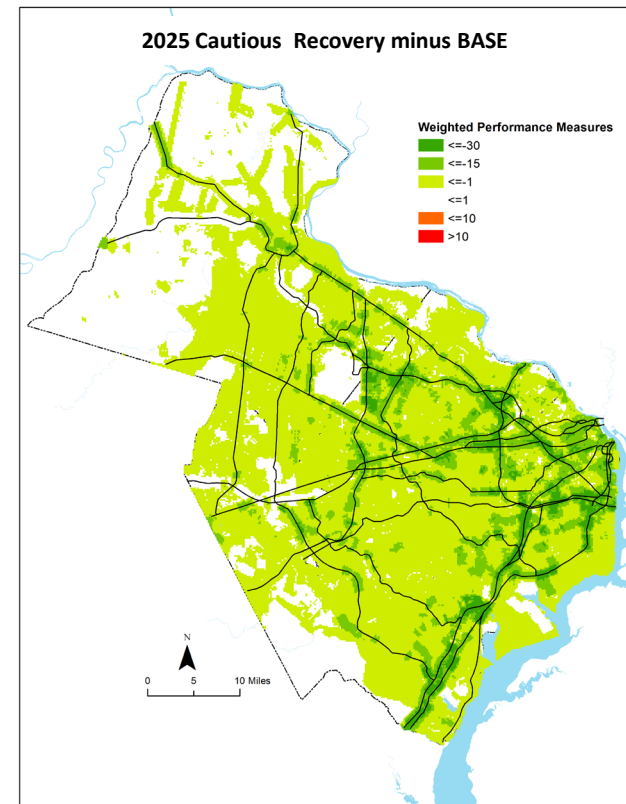 2025 Cautious  Recovery minus BASE
Weighted Performance Measures
<=-30
<=-15
<=-1
<=1
<=10
>10
N
0 5 10 Miles